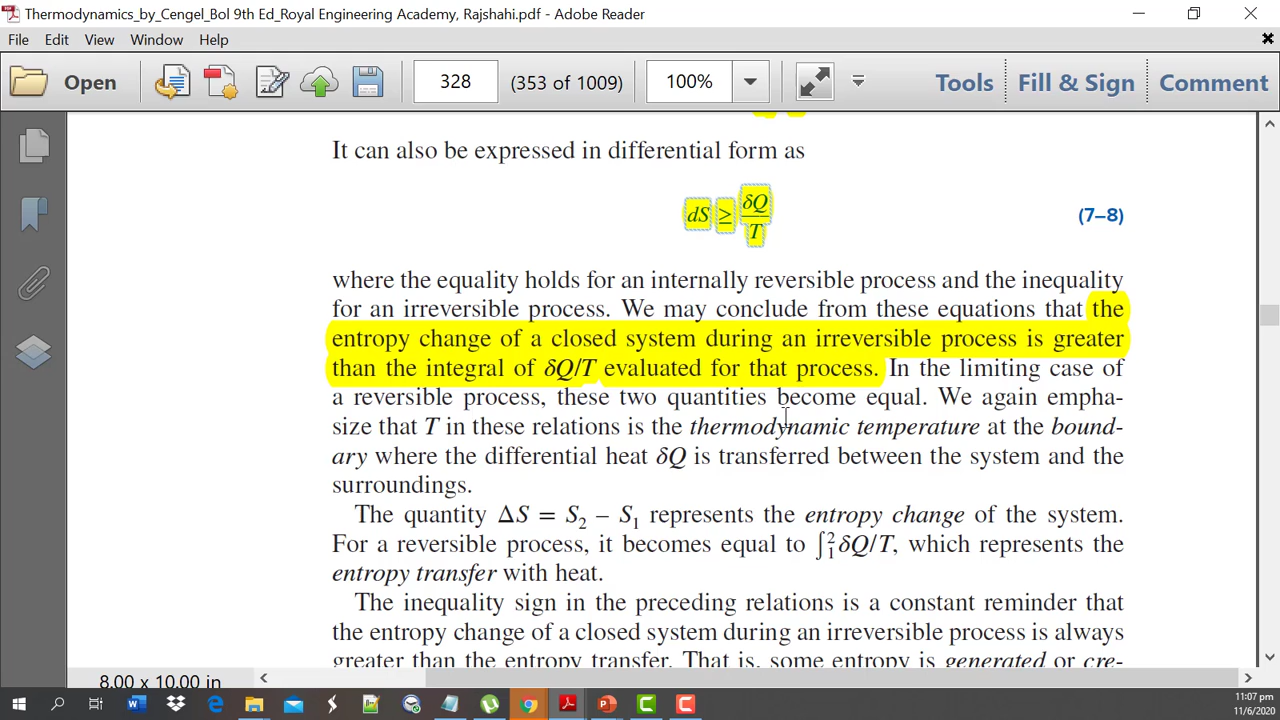 Thermodynamics_by_Cengel_Bol 9th Ed_Royal Engineering Academy, Rajshahi.pdf - Adobe Reader
File Edit View Window Help
Open 328 (353 of 1009) 100% Tools Fill & Sign Comment
It can also be expressed in differential form as
dS ≥ δQ/T (7–8)
where the equality holds for an internally reversible process and the inequality
for an irreversible process. We may conclude from these equations that the
entropy change of a closed system during an irreversible process is greater
than the integral of δQ/T evaluated for that process. In the limiting case of
a reversible process, these two quantities become equal. We again empha-
size that T in these relations is the thermodynamic temperature at the bound-
ary where the differential heat δQ is transferred between the system and the
surroundings.
The quantity ΔS = S₂ – S₁ represents the entropy change of the system.
For a reversible process, it becomes equal to ∫₁² δQ/T, which represents the
entropy transfer with heat.
The inequality sign in the preceding relations is a constant reminder that
the entropy change of a closed system during an irreversible process is always
greater than the entropy transfer. That is, some entropy is generated or cre-
8.00 x 10.00 in
11:07 pm
11/6/2020